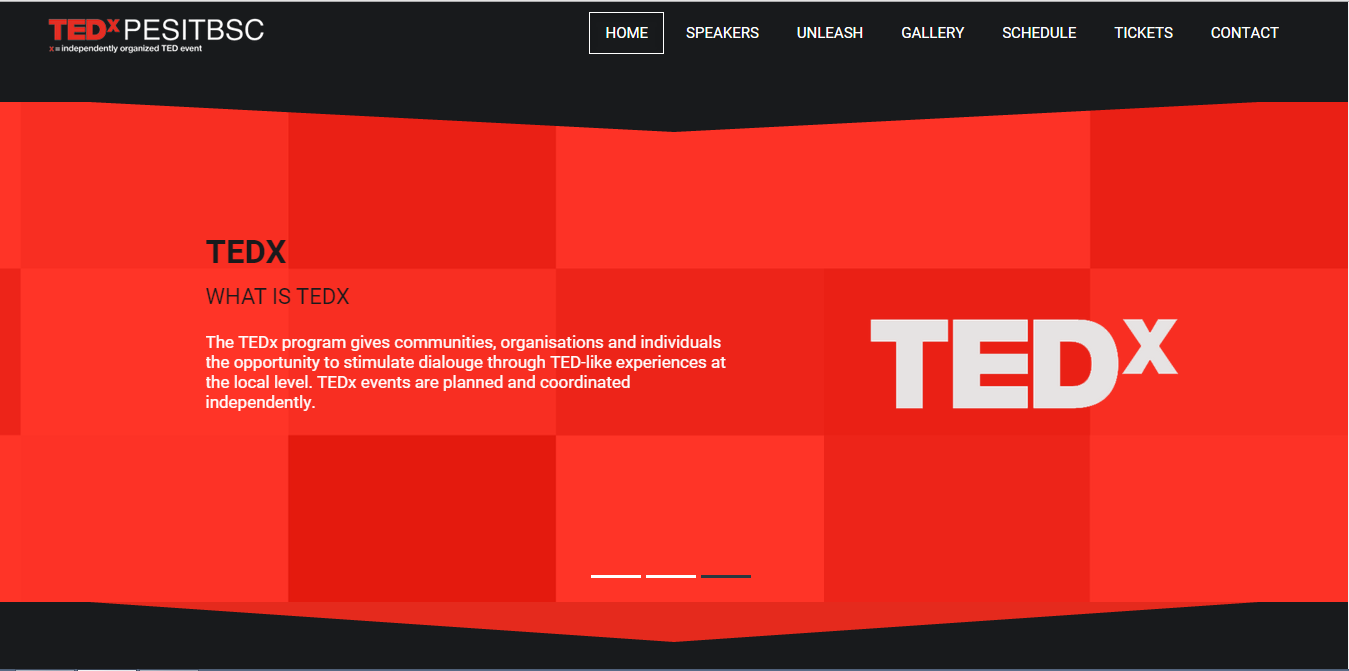 TEDxPESITBSC
x = independently organized TED event
HOME
SPEAKERS
UNLEASH
GALLERY
SCHEDULE
TICKETS
CONTACT
TEDX
WHAT IS TEDX
The TEDx program gives communities, organisations and individuals
the opportunity to stimulate dialouge through TED-like experiences at
the local level. TEDx events are planned and coordinated
independently.
TEDx